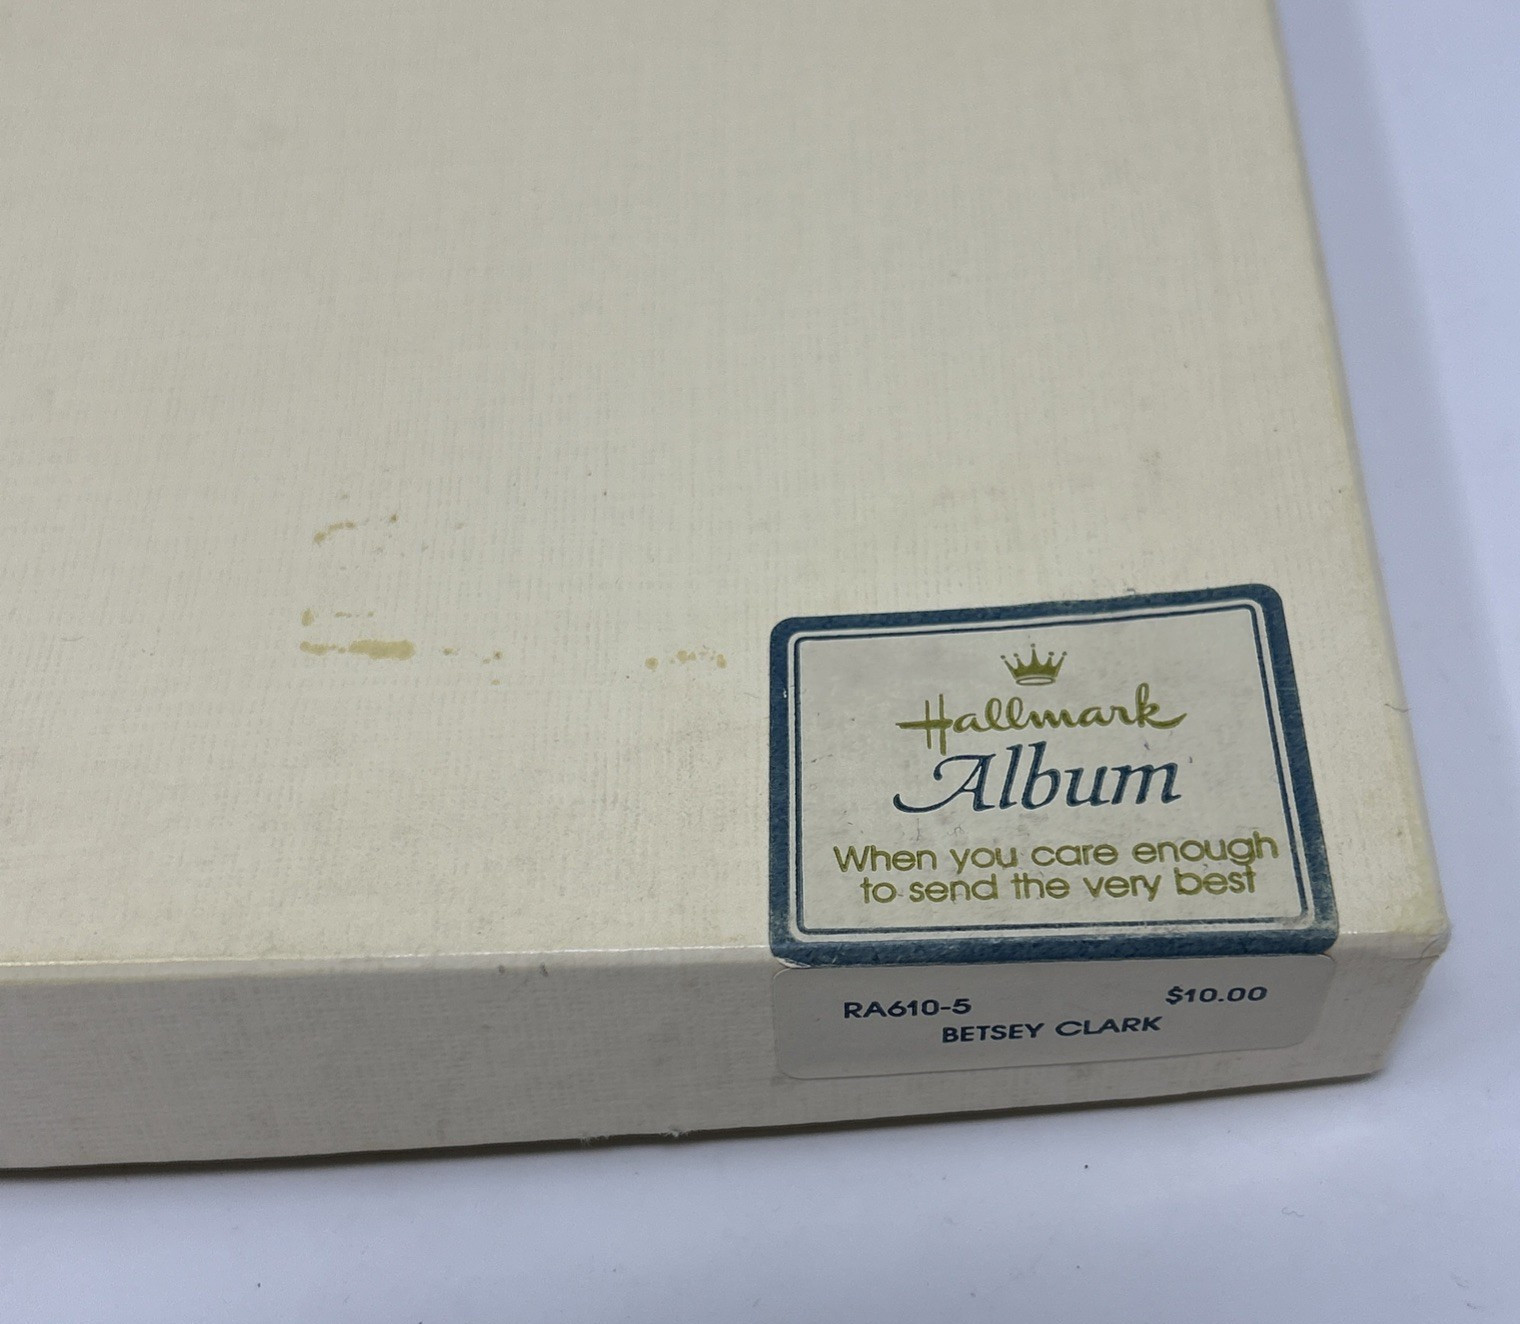 Hallmark
Album
When you care enough
to send the very best
RA610-5 $10.00
BETSEY CLARK